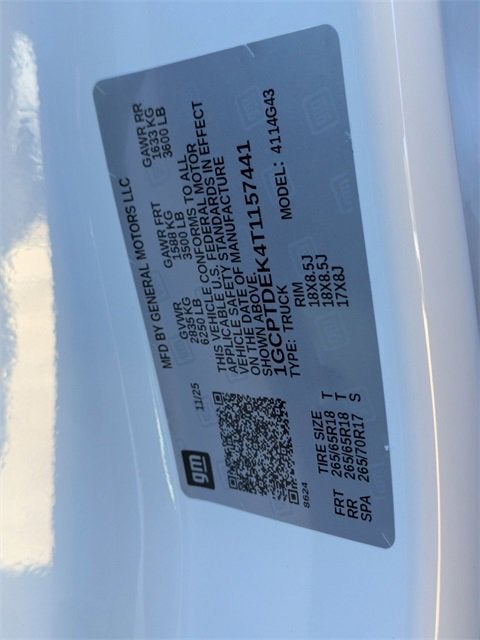 gm
11/25
MFD BY GENERAL MOTORS LLC
GVWR GAWR FRT GAWR RR
2835 KG 1588 KG 1633 KG
6250 LB 3500 LB 3600 LB
THIS VEHICLE CONFORMS TO ALL
APPLICABLE U.S. FEDERAL MOTOR
VEHICLE SAFETY STANDARDS IN EFFECT
ON THE DATE OF MANUFACTURE
SHOWN ABOVE.
1GCPTDEK4T1157441
TYPE: TRUCK MODEL: 4114G43
8624
TIRE SIZE RIM
FRT 265/65R18 T 18X8.5J
RR 265/65R18 T 18X8.5J
SPA 265/70R17 S 17X8J